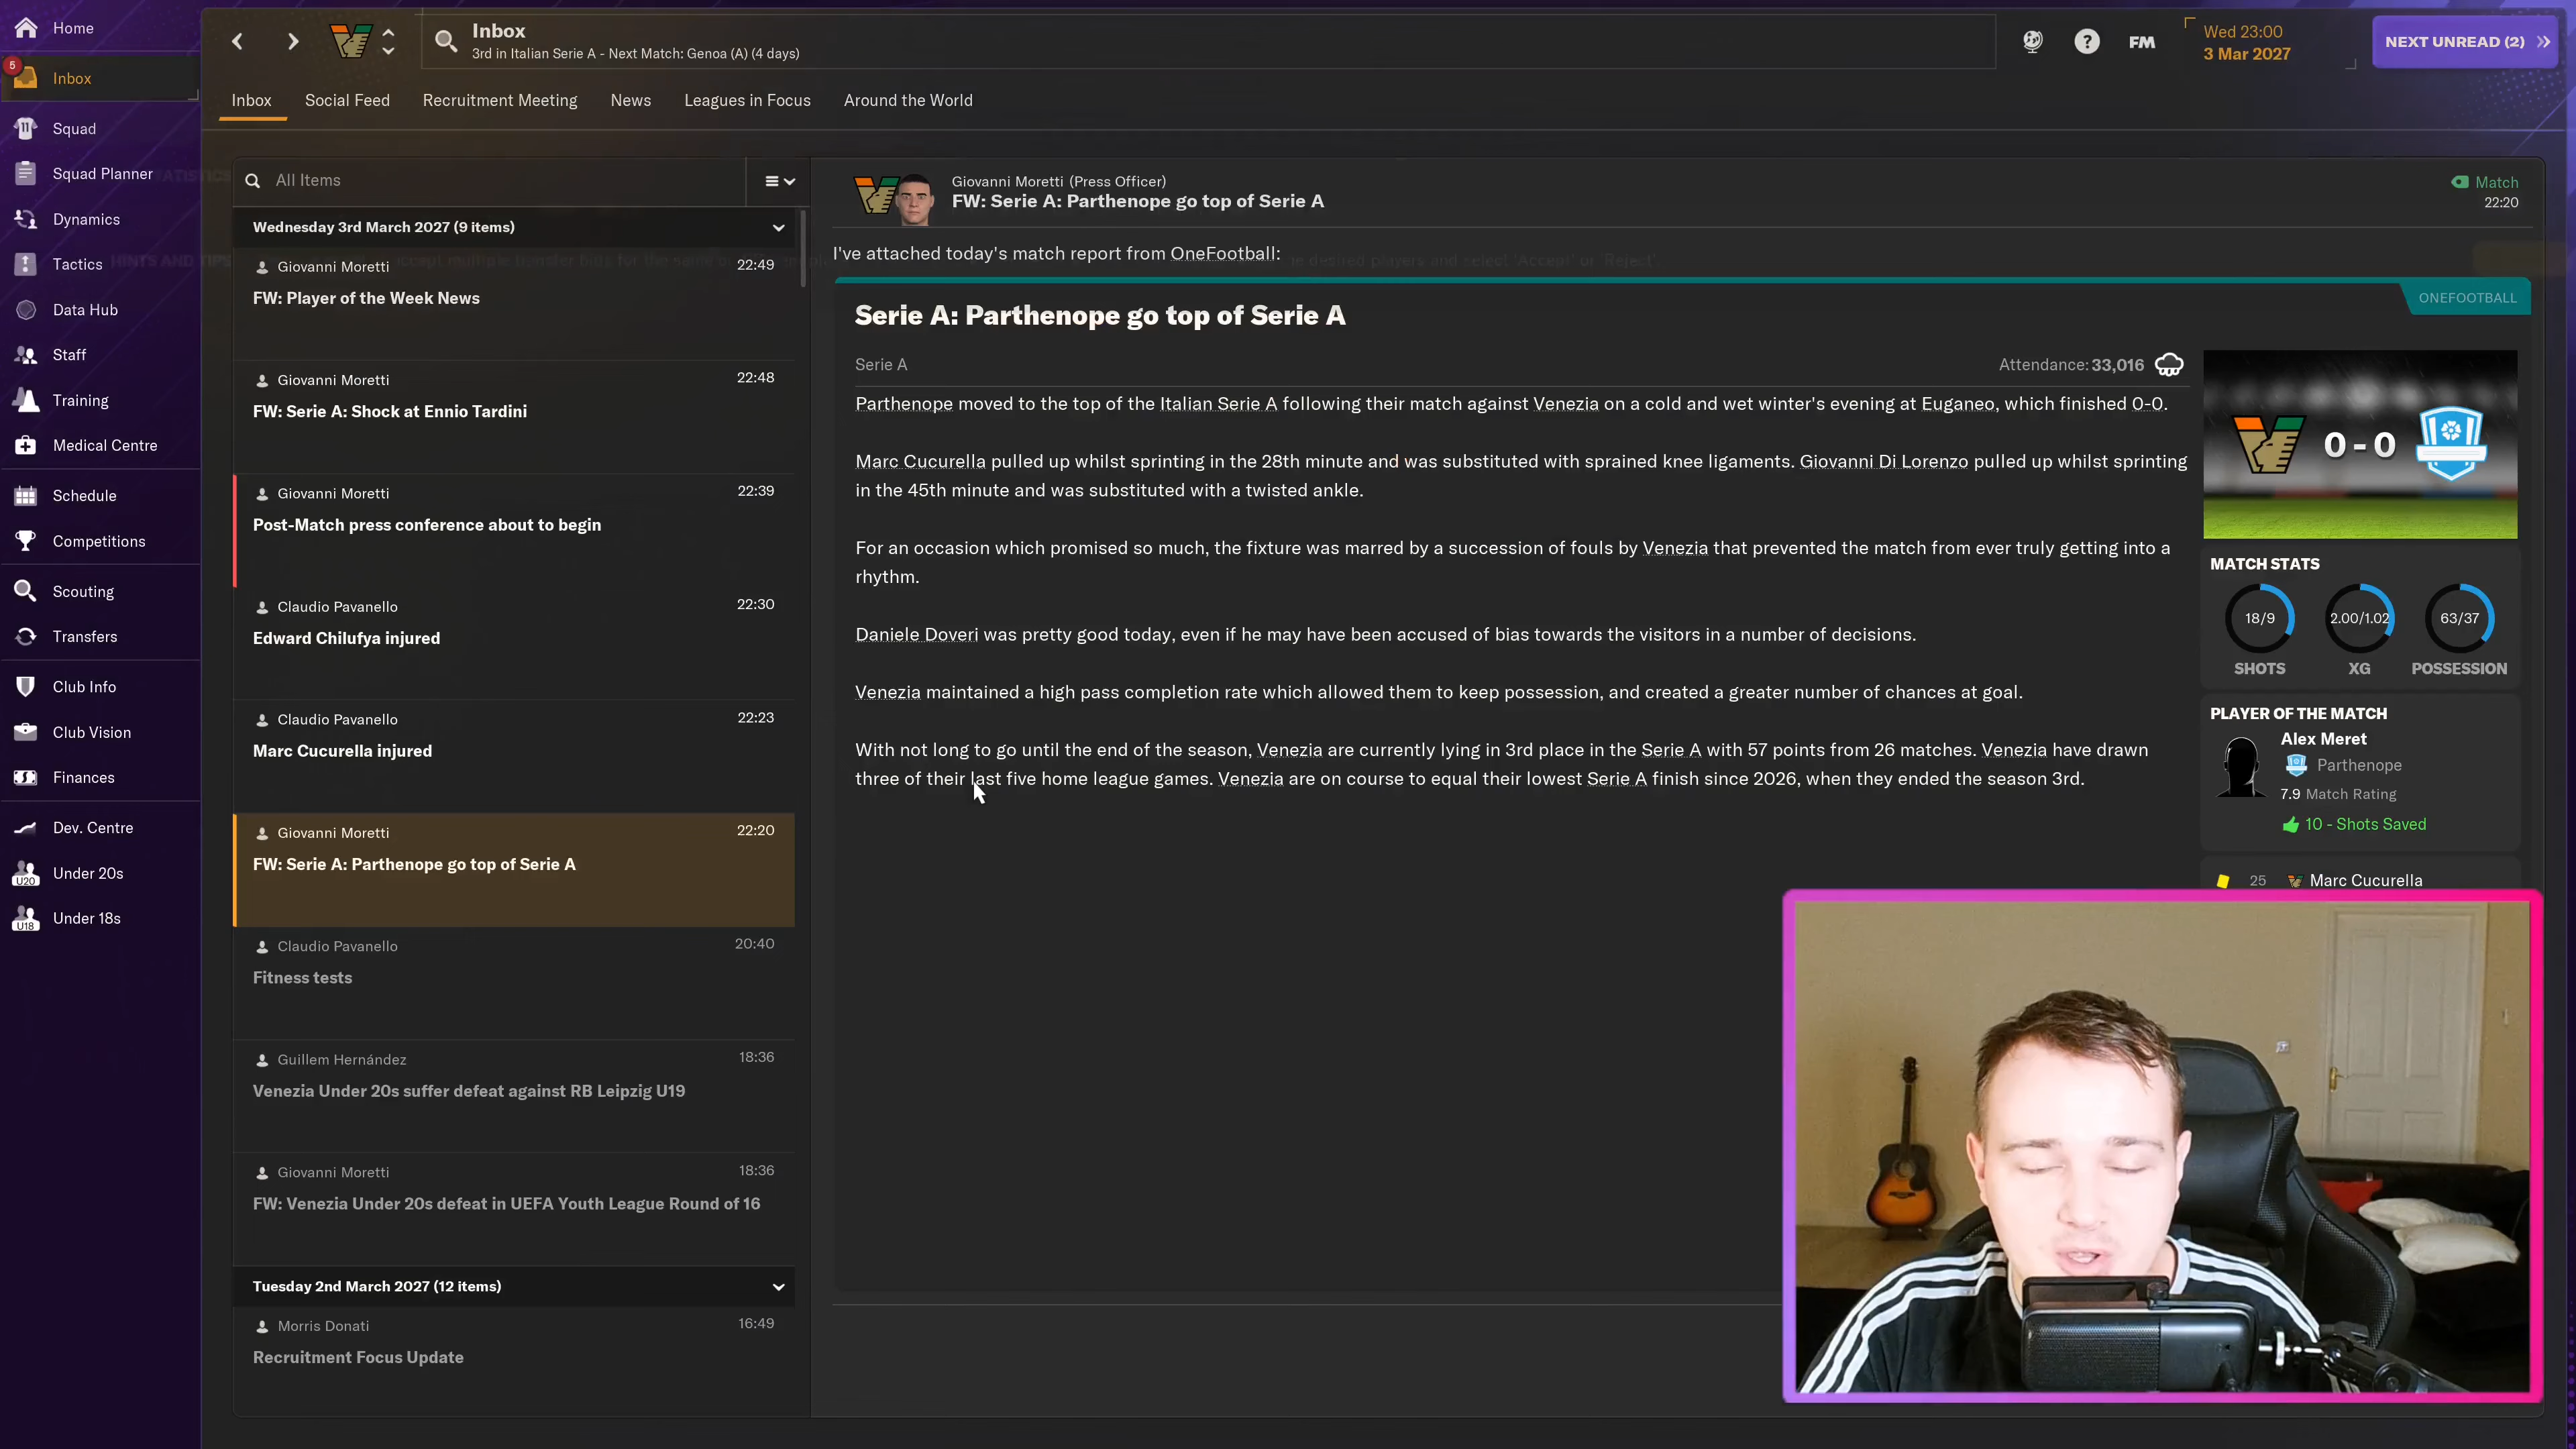 Home
5
Inbox
Squad
Squad Planner
Dynamics
Tactics
Data Hub
Staff
Training
Medical Centre
Schedule
Competitions
Scouting
Transfers
Club Info
Club Vision
Finances
Dev. Centre
U20
Under 20s
U18
Under 18s
Inbox
3rd in Italian Serie A - Next Match: Genoa (A) (4 days)
?
FM
Wed 23:00
3 Mar 2027
NEXT UNREAD (2)
Inbox
Social Feed
Recruitment Meeting
News
Leagues in Focus
Around the World
All Items
Wednesday 3rd March 2027 (9 items)
Giovanni Moretti
22:49
FW: Player of the Week News
Giovanni Moretti
22:48
FW: Serie A: Shock at Ennio Tardini
Giovanni Moretti
22:39
Post-Match press conference about to begin
Claudio Pavanello
22:30
Edward Chilufya injured
Claudio Pavanello
22:23
Marc Cucurella injured
Giovanni Moretti
22:20
FW: Serie A: Parthenope go top of Serie A
Claudio Pavanello
20:40
Fitness tests
Guillem Hernández
18:36
Venezia Under 20s suffer defeat against RB Leipzig U19
Giovanni Moretti
18:36
FW: Venezia Under 20s defeat in UEFA Youth League Round of 16
Tuesday 2nd March 2027 (12 items)
Morris Donati
16:49
Recruitment Focus Update
Giovanni Moretti (Press Officer)
FW: Serie A: Parthenope go top of Serie A
Match
22:20
HINTS AND TIPS
I've attached today's match report from OneFootball:
ONEFOOTBALL
Serie A: Parthenope go top of Serie A
Serie A
Attendance: 33,016
Parthenope moved to the top of the Italian Serie A following their match against Venezia on a cold and wet winter's evening at Euganeo, which finished 0-0.
Marc Cucurella pulled up whilst sprinting in the 28th minute and was substituted with sprained knee ligaments. Giovanni Di Lorenzo pulled up whilst sprinting
in the 45th minute and was substituted with a twisted ankle.
For an occasion which promised so much, the fixture was marred by a succession of fouls by Venezia that prevented the match from ever truly getting into a
rhythm.
Daniele Doveri was pretty good today, even if he may have been accused of bias towards the visitors in a number of decisions.
Venezia maintained a high pass completion rate which allowed them to keep possession, and created a greater number of chances at goal.
With not long to go until the end of the season, Venezia are currently lying in 3rd place in the Serie A with 57 points from 26 matches. Venezia have drawn
three of their last five home league games. Venezia are on course to equal their lowest Serie A finish since 2026, when they ended the season 3rd.
0 - 0
MATCH STATS
18/9
2.00/1.02
63/37
SHOTS
XG
POSSESSION
PLAYER OF THE MATCH
Alex Meret
Parthenope
7.9 Match Rating
10 - Shots Saved
25
Marc Cucurella